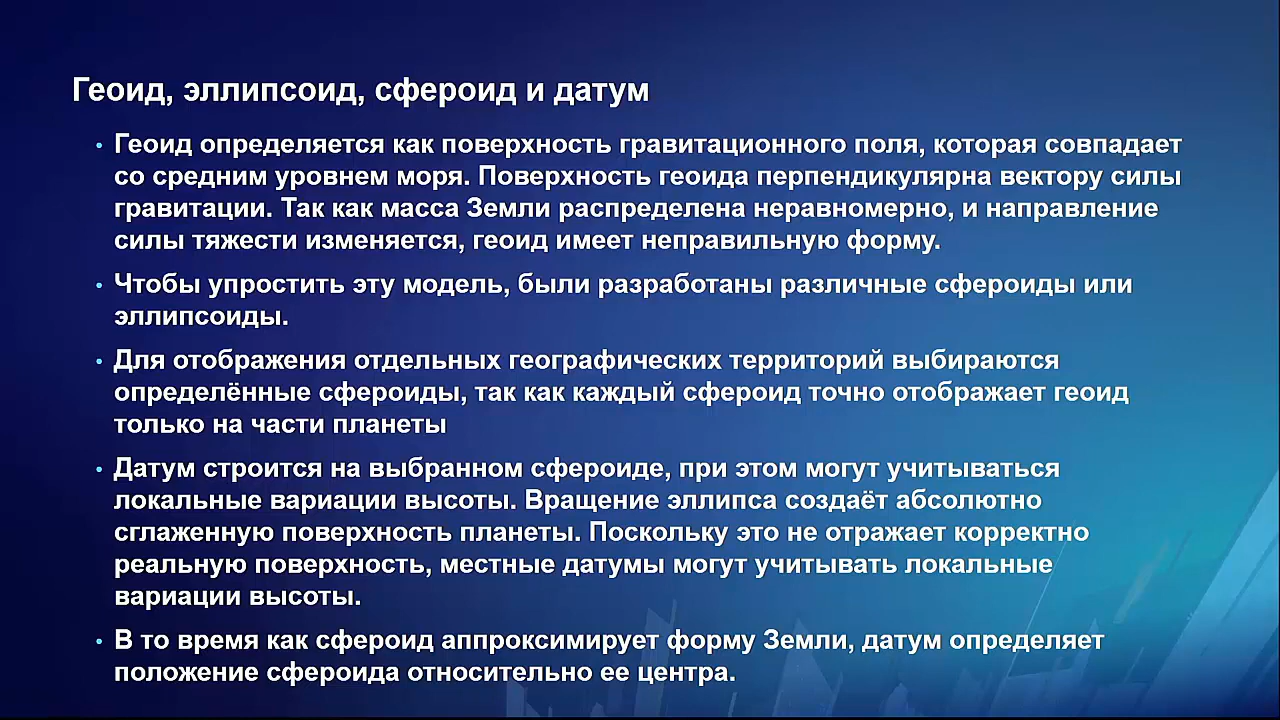 Геоид, эллипсоид, сфероид и датум
• Геоид определяется как поверхность гравитационного поля, которая совпадает
со средним уровнем моря. Поверхность геоида перпендикулярна вектору силы
гравитации. Так как масса Земли распределена неравномерно, и направление
силы тяжести изменяется, геоид имеет неправильную форму.
• Чтобы упростить эту модель, были разработаны различные сфероиды или
эллипсоиды.
• Для отображения отдельных географических территорий выбираются
определённые сфероиды, так как каждый сфероид точно отображает геоид
только на части планеты
• Датум строится на выбранном сфероиде, при этом могут учитываться
локальные вариации высоты. Вращение эллипса создаёт абсолютно
сглаженную поверхность планеты. Поскольку это не отражает корректно
реальную поверхность, местные датумы могут учитывать локальные
вариации высоты.
• В то время как сфероид аппроксимирует форму Земли, датум определяет
положение сфероида относительно ее центра.